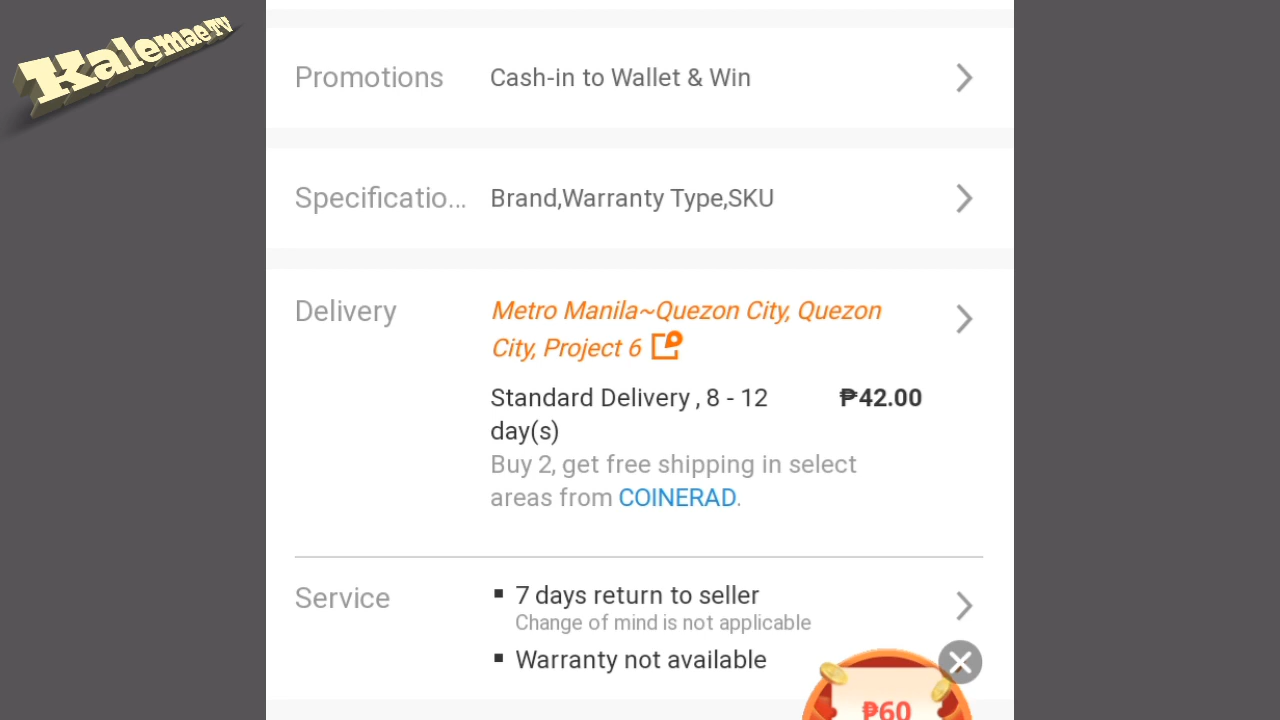 Kalemae TV
Promotions
Cash-in to Wallet & Win
Specificatio...
Brand,Warranty Type,SKU
Delivery
Metro Manila~Quezon City, Quezon
City, Project 6
Standard Delivery , 8 - 12
₱42.00
day(s)
Buy 2, get free shipping in select
areas from COINERAD.
Service
▪ 7 days return to seller
Change of mind is not applicable
▪ Warranty not available
₱60